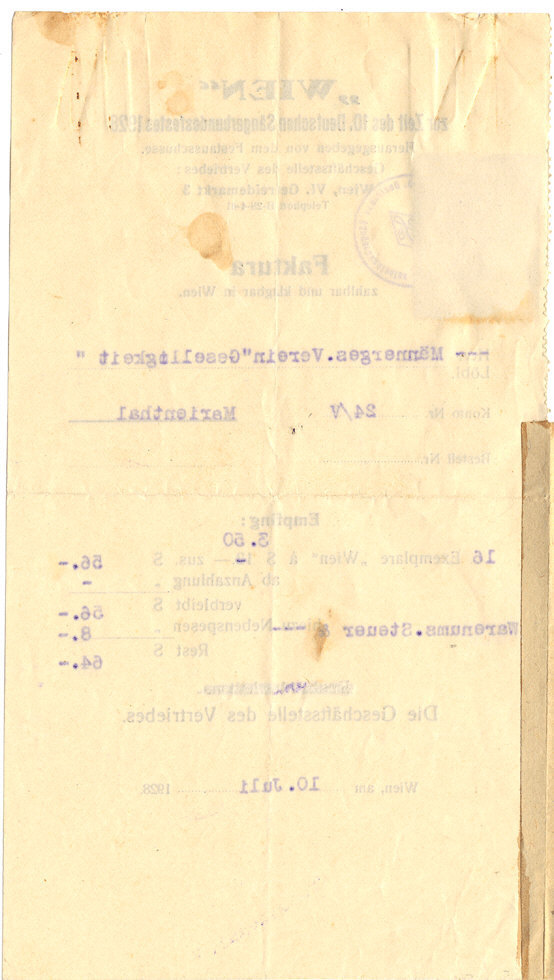 „WIEN“
zur Zeit des 10. Deutschen Sängerbundesfestes 1928.
Herausgegeben von dem Festausschusse.
Geschäftsstelle des Vertriebes:
Wien, VI. Getreidemarkt 3
Telephon
Faktura
zahlbar und klagbar in Wien.
--- Männerges.Verein"Geselligkeit "
Löbl.
Konto Nr. 24/V Marienthal
Bestell Nr.
Empfing:
3.50
16 Exemplare „Wien“ à S — zus. S 56.-
ab Anzahlung „ -
verbleibt S 56.-
Warenums.Steuer Nebenspesen „ 8.-
Rest S 64.-
Die Geschäftsstelle des Vertriebes.
Wien, am 10.Juli 1928.